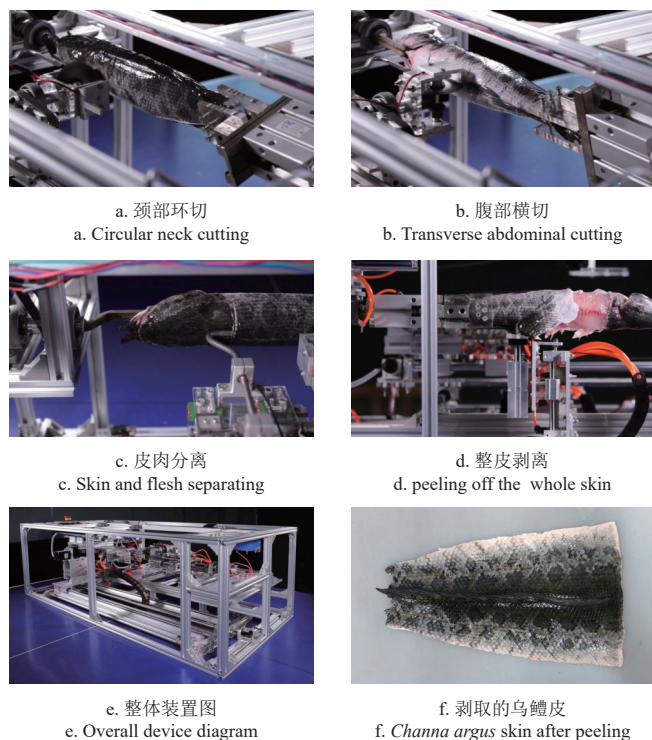 a. 颈部环切
a. Circular neck cutting
b. 腹部横切
b. Transverse abdominal cutting
c. 皮肉分离
c. Skin and flesh separating
d. 整皮剥离
d. peeling off the whole skin
e. 整体装置图
e. Overall device diagram
f. 剥取的乌鳢皮
f. Channa argus skin after peeling